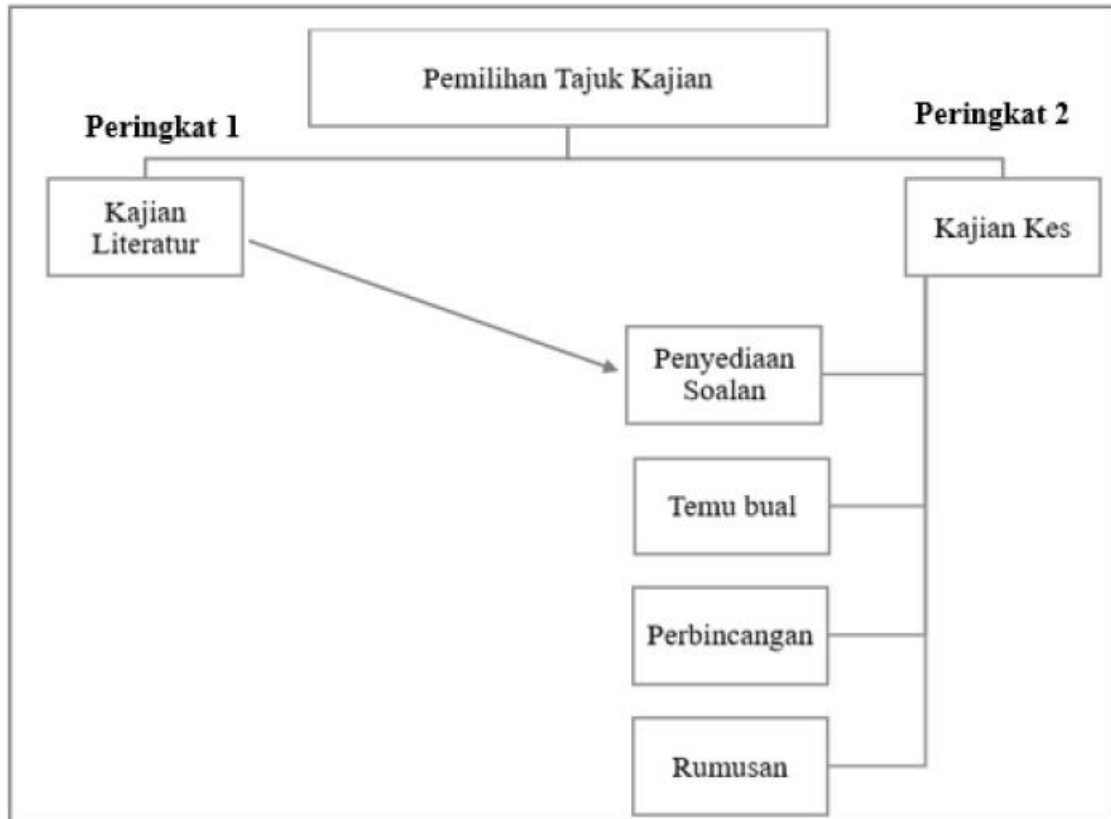 Pemilihan Tajuk Kajian
Peringkat 1
Peringkat 2
Kajian
Literatur
Kajian Kes
Penyediaan
Soalan
Temu bual
Perbincangan
Rumusan